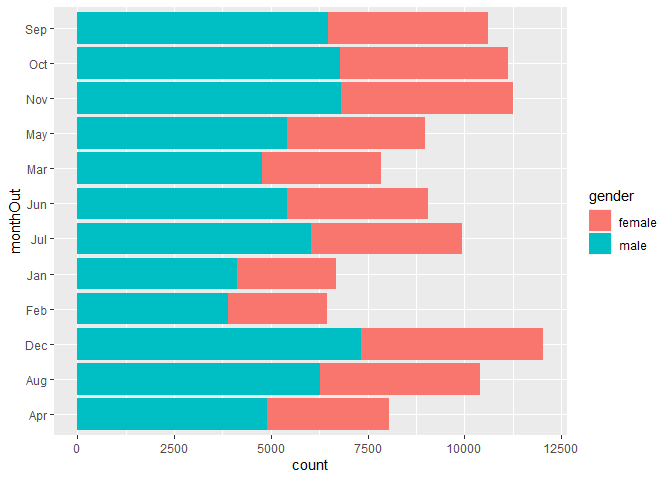 Sep
Oct
Nov
May
Mar
Jun
Jul
Jan
Feb
Dec
Aug
Apr
monthOut
0 2500 5000 7500 10000 12500
count
gender
female
male